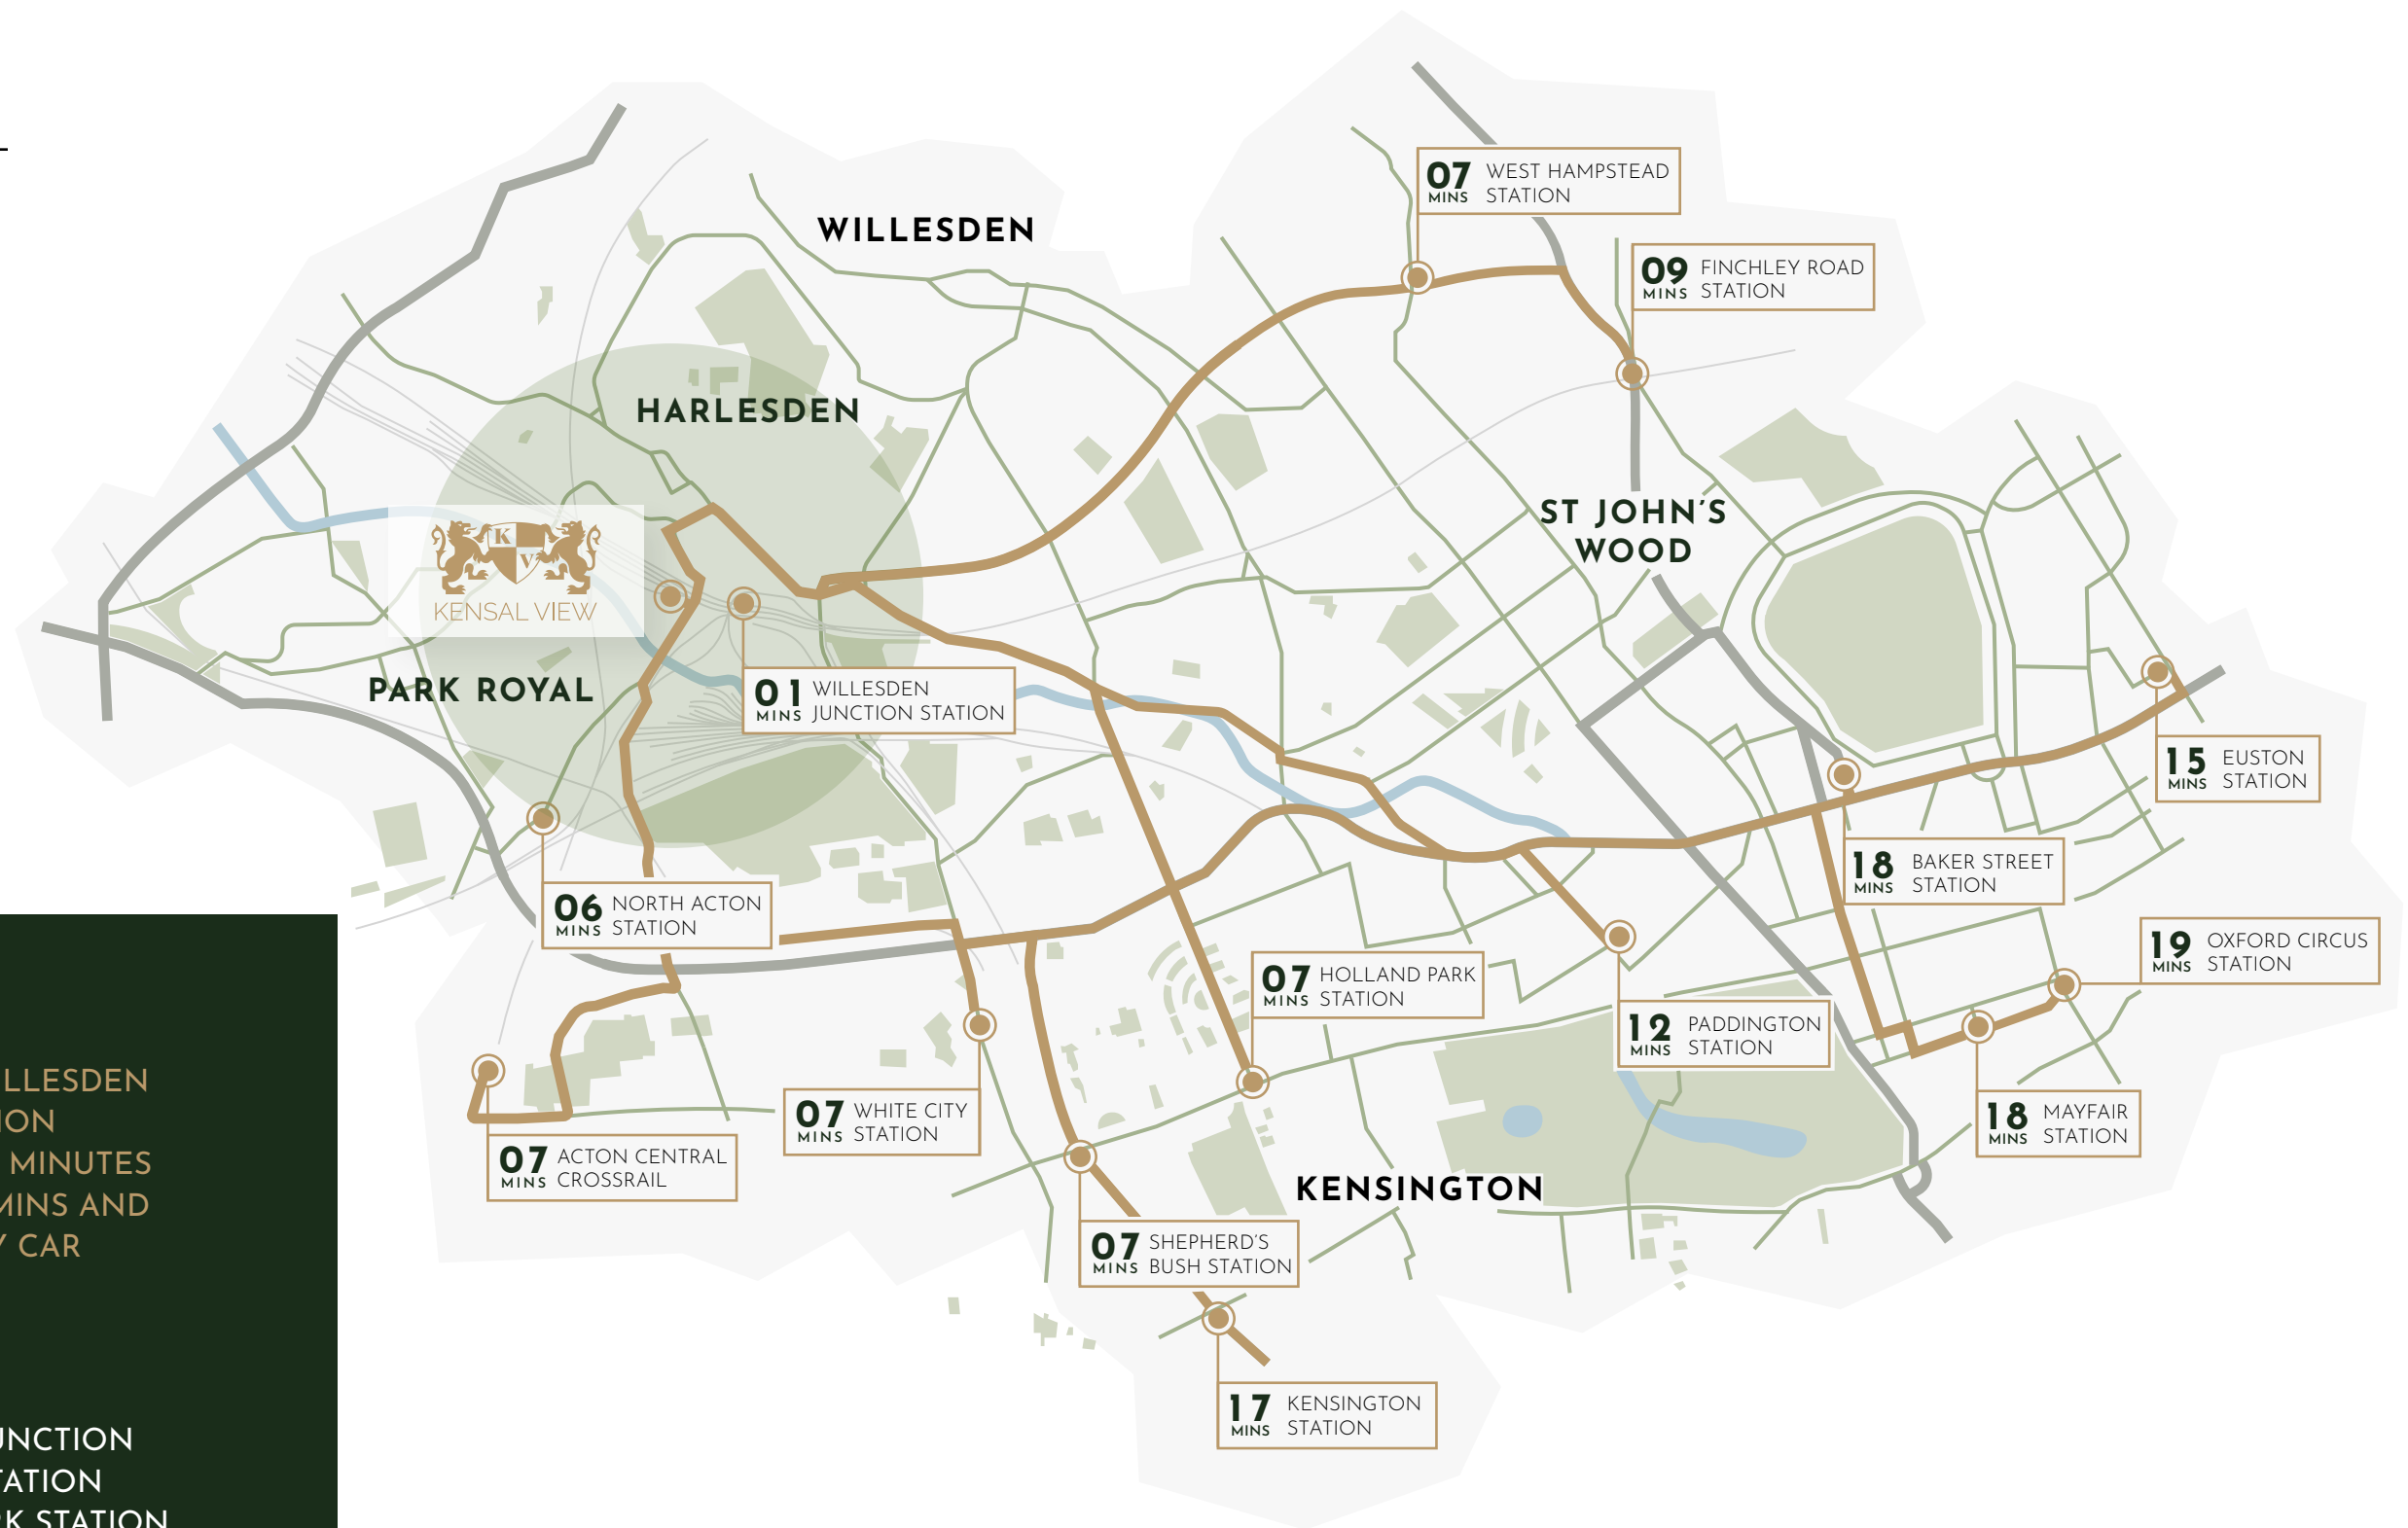 WILLESDEN
07 MINS WEST HAMPSTEAD
STATION
09 MINS FINCHLEY ROAD
STATION
HARLESDEN
ST JOHN’S
WOOD
K V
KENSAL VIEW
PARK ROYAL
01 MINS WILLESDEN
JUNCTION STATION
15 MINS EUSTON
STATION
18 MINS BAKER STREET
STATION
06 MINS NORTH ACTON
STATION
19 MINS OXFORD CIRCUS
STATION
07 MINS HOLLAND PARK
STATION
12 MINS PADDINGTON
STATION
07 MINS WHITE CITY
STATION
18 MINS MAYFAIR
STATION
07 MINS ACTON CENTRAL
CROSSRAIL
KENSINGTON
07 MINS SHEPHERD’S
BUSH STATION
17 MINS KENSINGTON
STATION
LLESDEN
ION
MINUTES
MINS AND
Y CAR
UNCTION
TATION
RK STATION